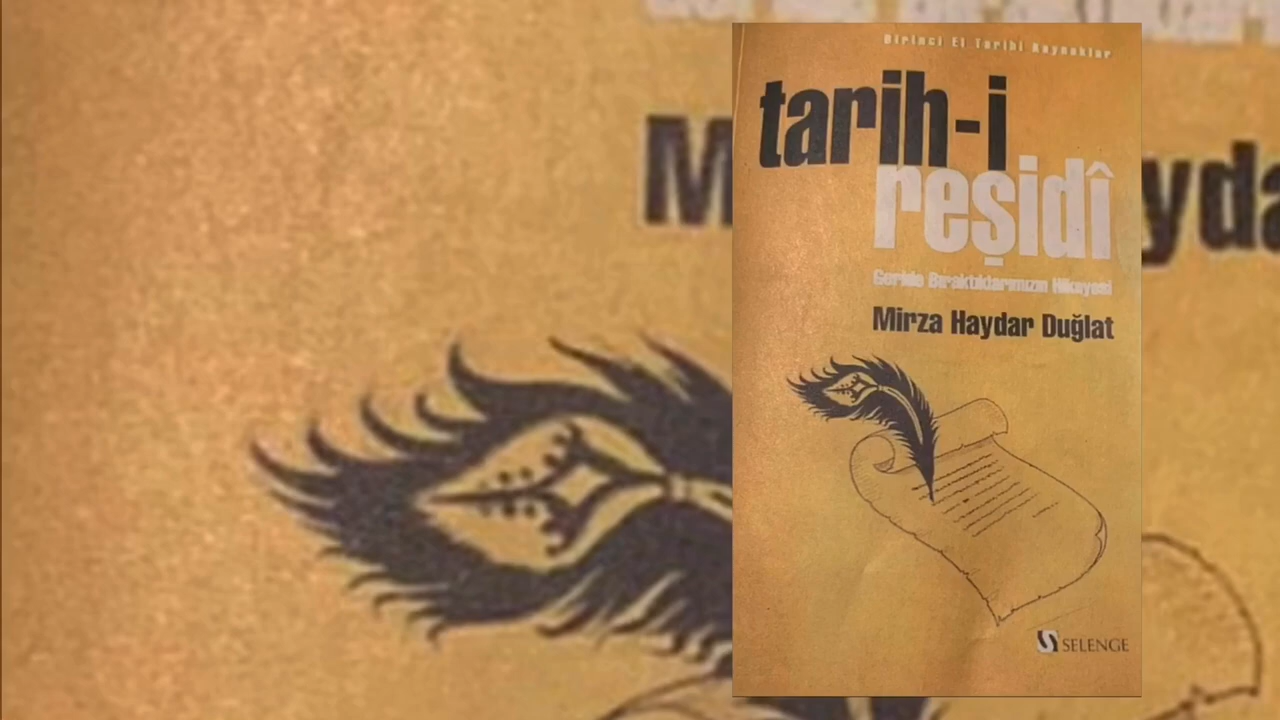 Birinci El Tarihi Kaynaklar
tarih-i
reşidî
Geride Bıraktıklarımızın Hikayesi
Mirza Haydar Duğlat
SELENGE